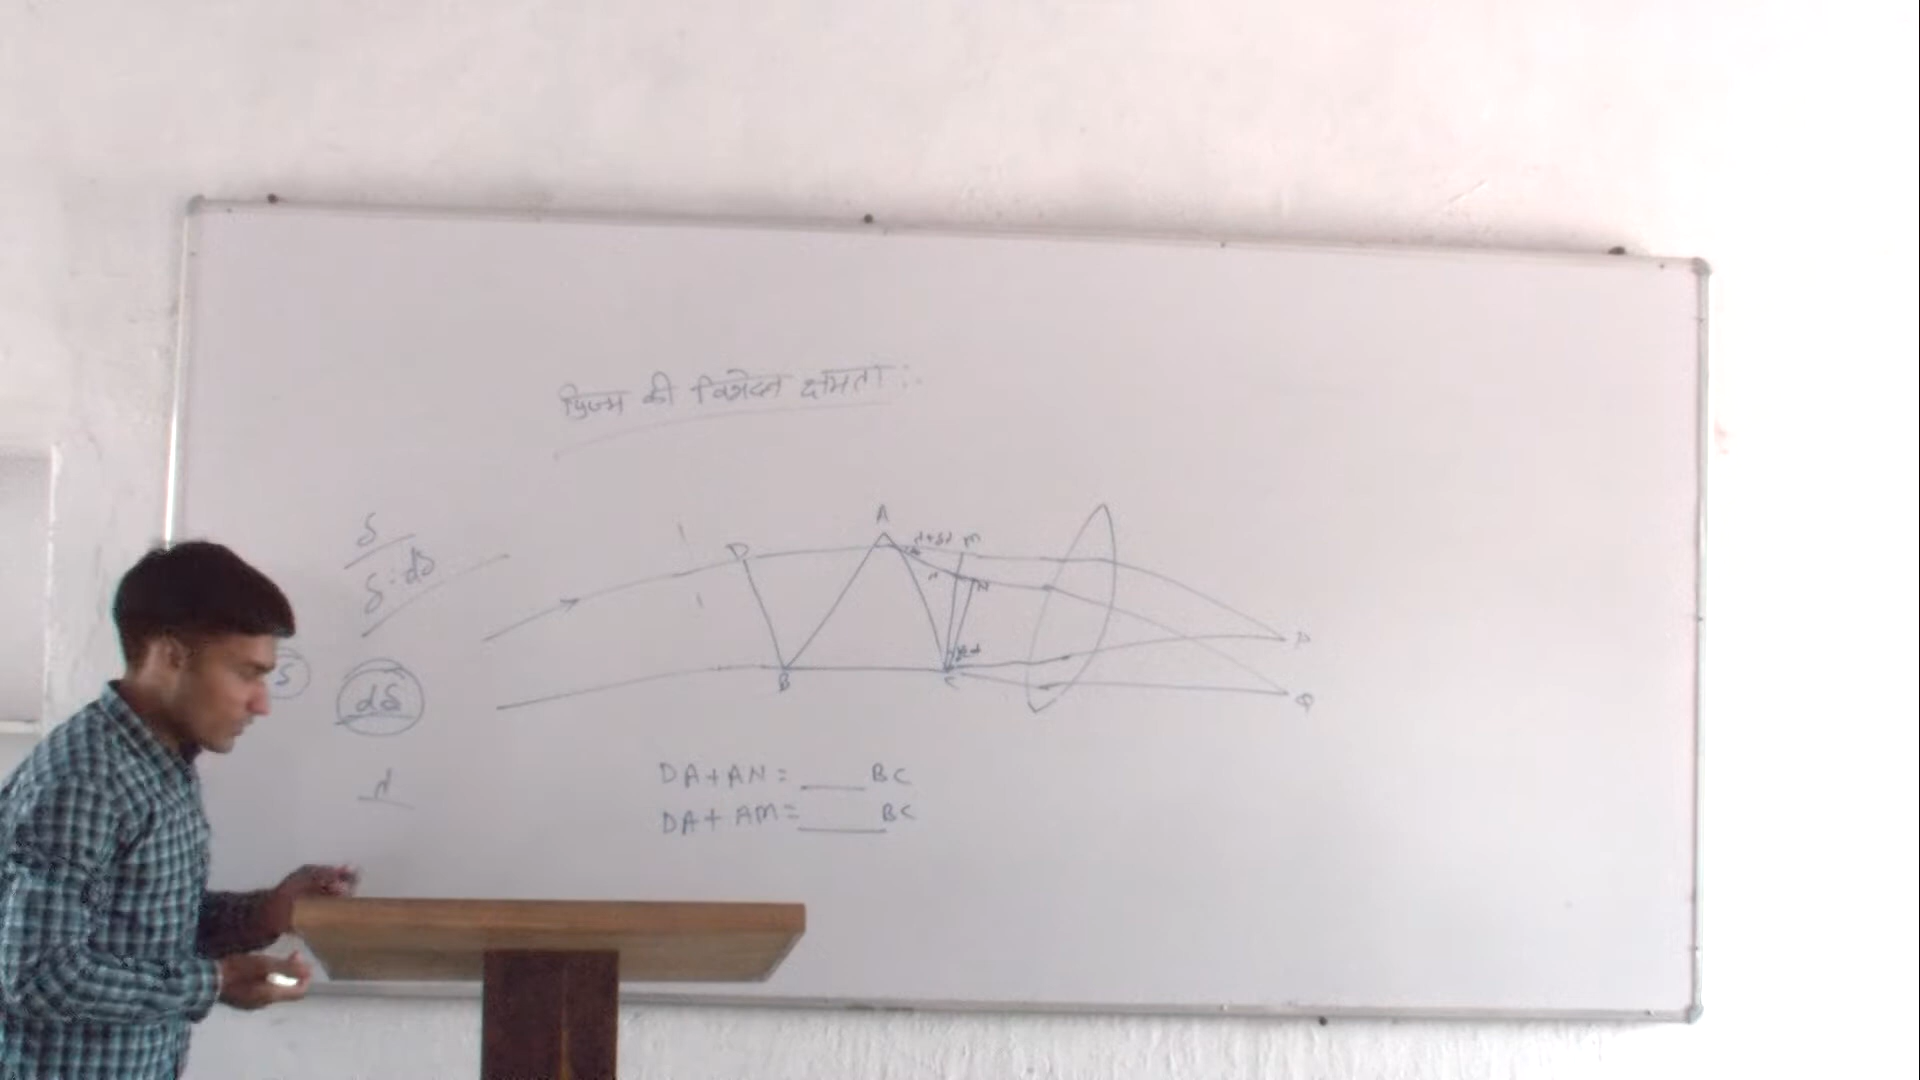 प्रिज्म की विभेदन क्षमता :.
δ
δ. dδ
dδ
A
D
M
N
B
C
P
Q
DA + AN = ____ BC
DA + AM = ____ BC